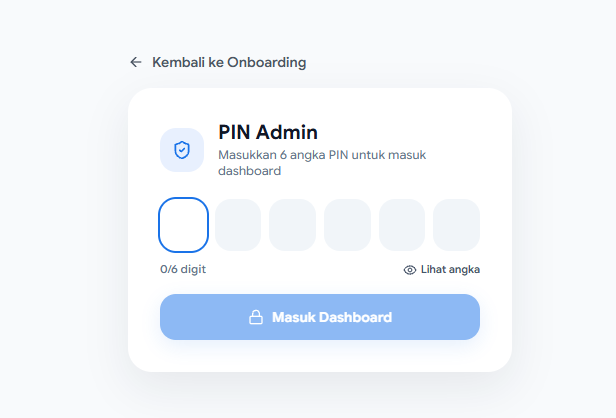 Kembali ke Onboarding
PIN Admin
Masukkan 6 angka PIN untuk masuk
dashboard
0/6 digit
Lihat angka
Masuk Dashboard